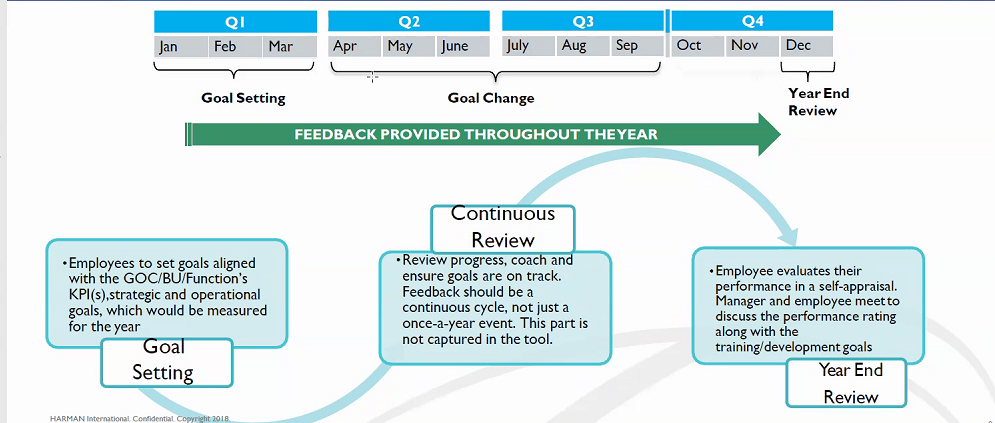 Q1 Q2 Q3 Q4
Jan Feb Mar Apr May June July Aug Sep Oct Nov Dec
Goal Setting
Goal Change
Year End
Review
FEEDBACK PROVIDED THROUGHOUT THEYEAR
•Employees to set goals aligned
with the GOC/BU/Function's
KPI(s),strategic and operational
goals, which would be measured
for the year
Goal
Setting
Continuous
Review
•Review progress, coach and
ensure goals are on track.
Feedback should be a
continuous cycle, not just a
once-a-year event. This part is
not captured in the tool.
•Employee evaluates their
performance in a self-appraisal.
Manager and employee meet to
discuss the performance rating
along with the
training/development goals
Year End
Review
HARMAN International. Confidential. Copyright 2018.